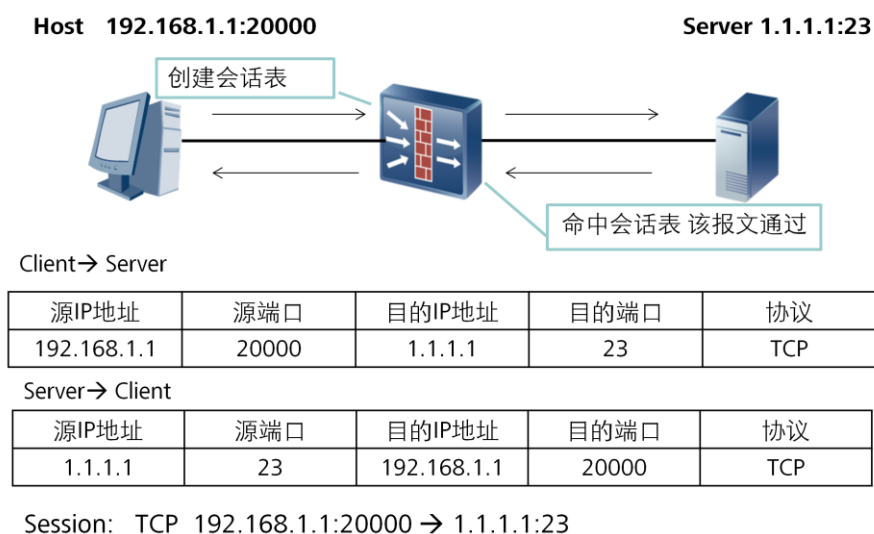 Host 192.168.1.1:20000
Server 1.1.1.1:23
创建会话表
命中会话表 该报文通过
Client→ Server
源IP地址 源端口 目的IP地址 目的端口 协议
192.168.1.1 20000 1.1.1.1 23 TCP
Server→ Client
源IP地址 源端口 目的IP地址 目的端口 协议
1.1.1.1 23 192.168.1.1 20000 TCP
Session: TCP 192.168.1.1:20000 → 1.1.1.1:23